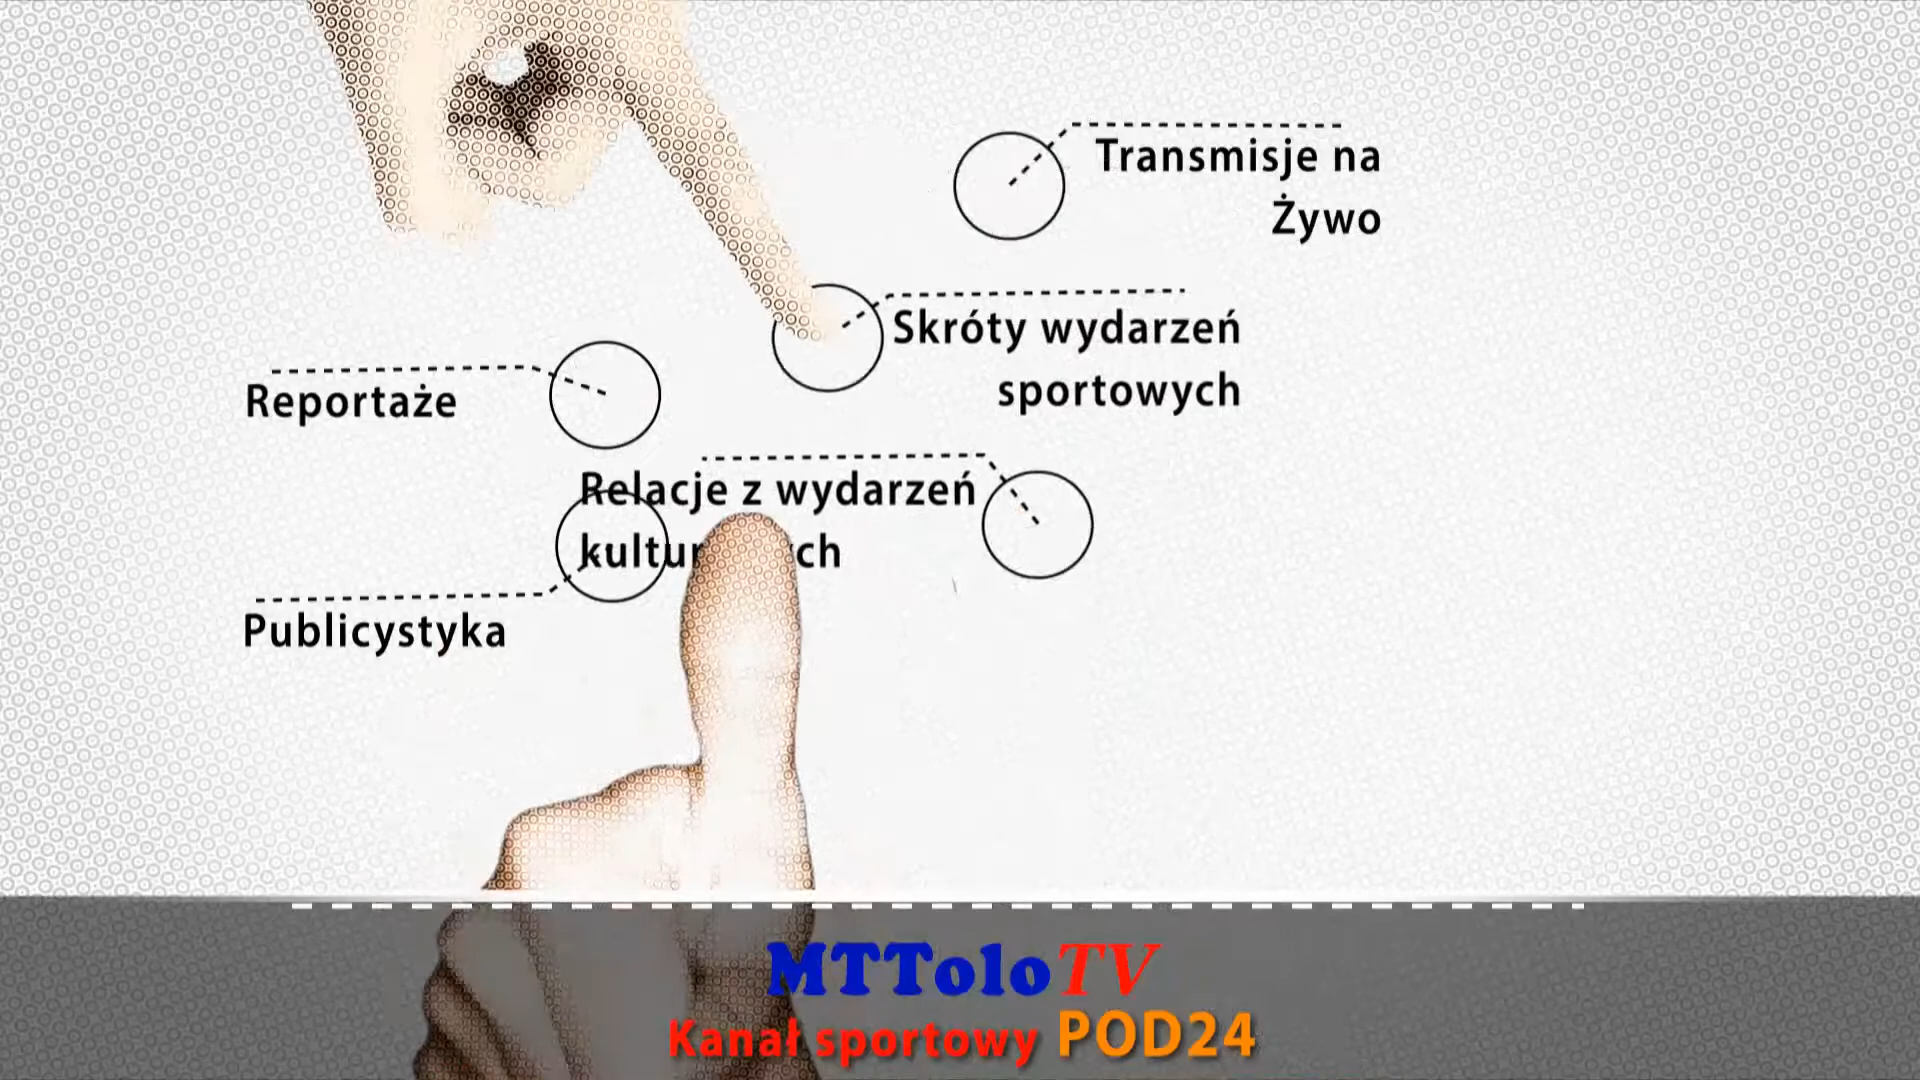 Transmisje na
Żywo
Skróty wydarzeń
sportowych
Reportaże
Relacje z wydarzeń
Publicystyka
MTToloTV
Kanał sportowy POD24